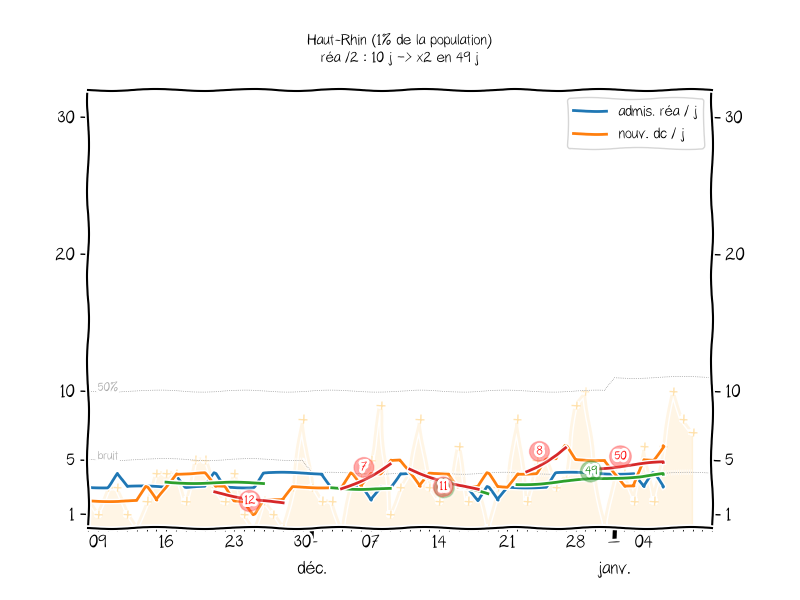 Haut-Rhin (1% de la population)
réa /2 : 10 j -> x2 en 49 j
admis. réa / j
nouv. dc / j
30
30
20
20
10
10
50%
8
50
7
49
bruit
5
5
11
12
1
1
09 16 23 30 07 14 21 28 04
déc. janv.